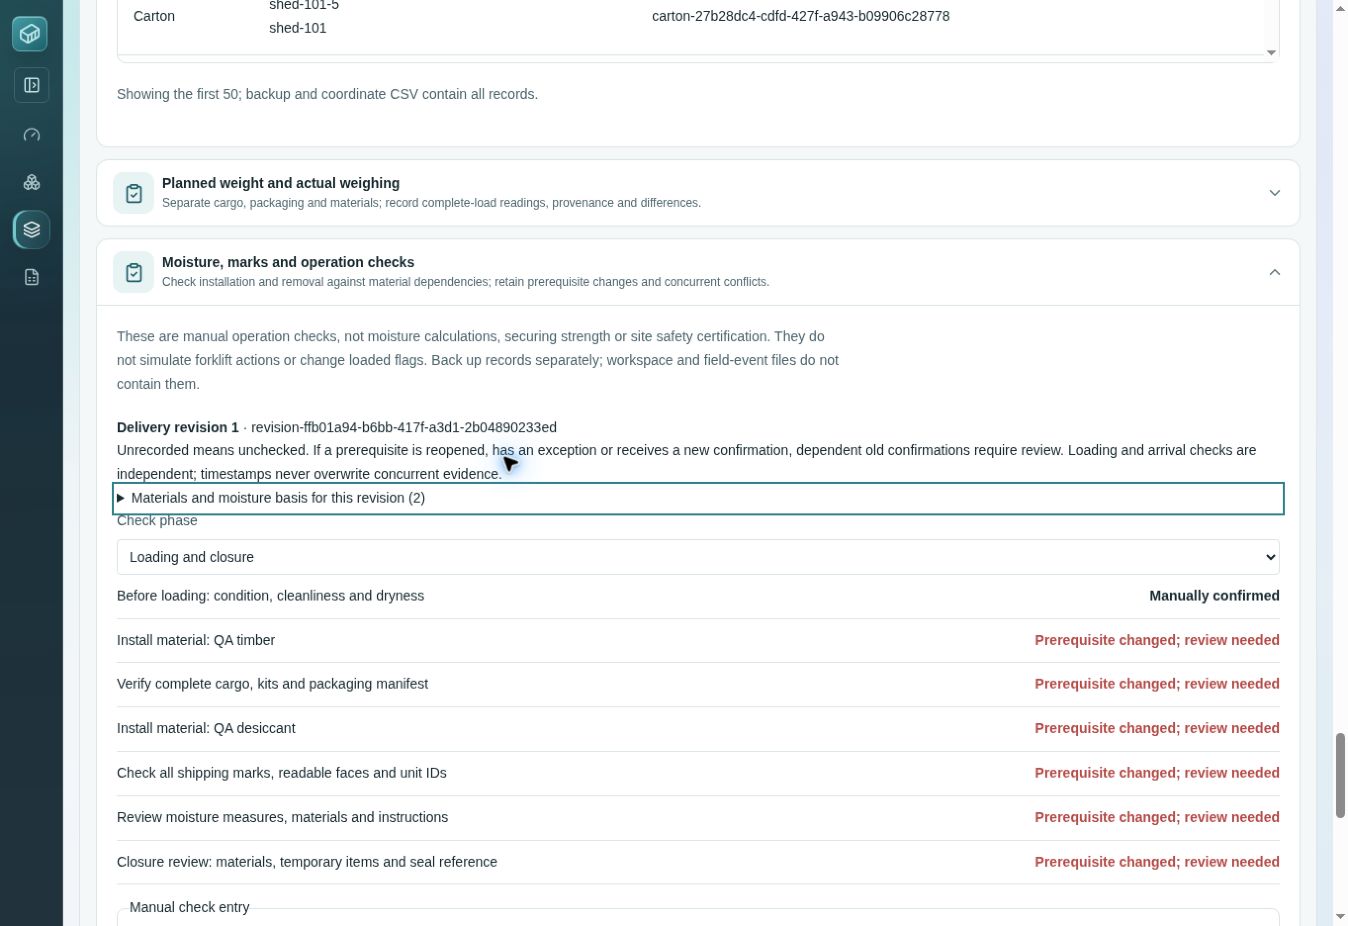 shed-101-5
Carton
carton-27b28dc4-cdfd-427f-a943-b09906c28778
shed-101
Showing the first 50; backup and coordinate CSV contain all records.
Planned weight and actual weighing
Separate cargo, packaging and materials; record complete-load readings, provenance and differences.
Moisture, marks and operation checks
Check installation and removal against material dependencies; retain prerequisite changes and concurrent conflicts.
These are manual operation checks, not moisture calculations, securing strength or site safety certification. They do
not simulate forklift actions or change loaded flags. Back up records separately; workspace and field-event files do not
contain them.
Delivery revision 1 · revision-ffb01a94-b6bb-417f-a3d1-2b04890233ed
Unrecorded means unchecked. If a prerequisite is reopened, has an exception or receives a new confirmation, dependent old confirmations require review. Loading and arrival checks are
independent; timestamps never overwrite concurrent evidence.
Materials and moisture basis for this revision (2)
Check phase
Loading and closure
Before loading: condition, cleanliness and dryness Manually confirmed
Install material: QA timber Prerequisite changed; review needed
Verify complete cargo, kits and packaging manifest Prerequisite changed; review needed
Install material: QA desiccant Prerequisite changed; review needed
Check all shipping marks, readable faces and unit IDs Prerequisite changed; review needed
Review moisture measures, materials and instructions Prerequisite changed; review needed
Closure review: materials, temporary items and seal reference Prerequisite changed; review needed
Manual check entry